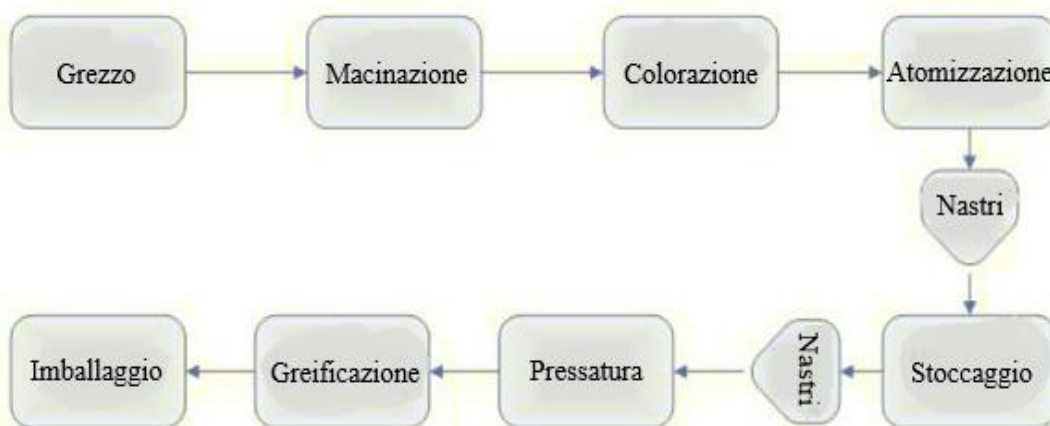 Grezzo
Macinazione
Colorazione
Atomizzazione
Nastri
Stoccaggio
Nastri
Pressatura
Greificazione
Imballaggio